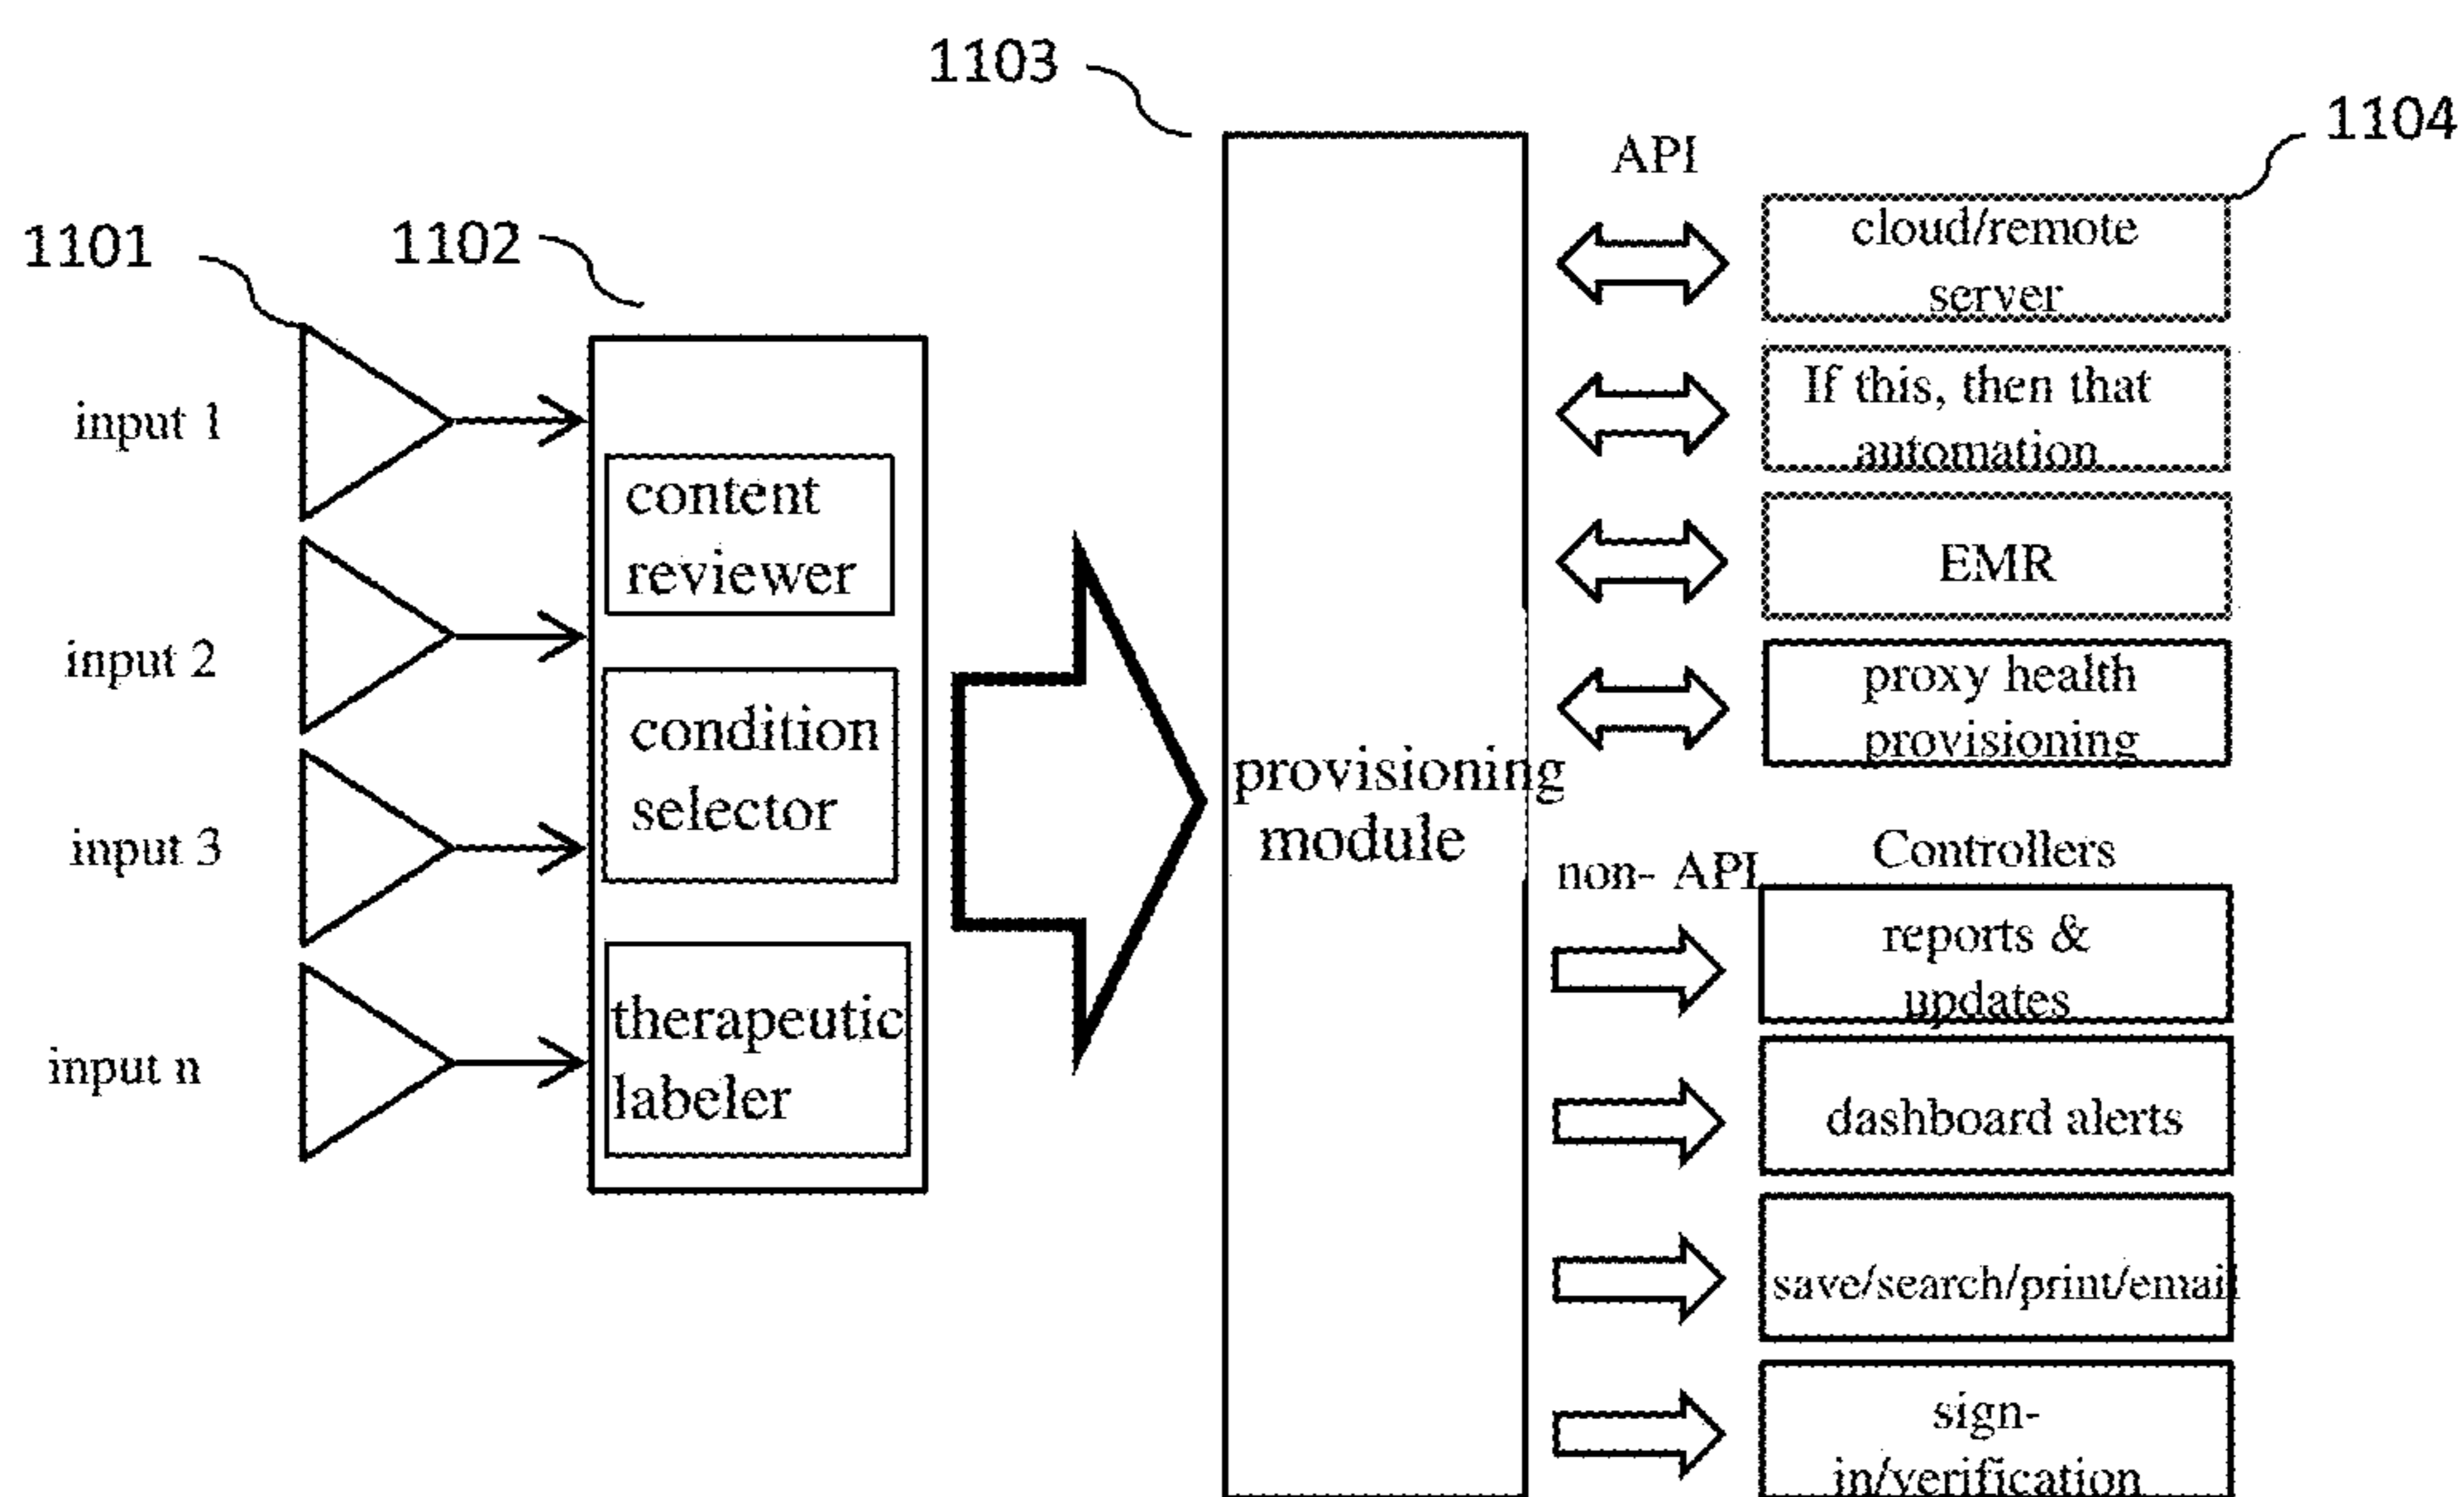 1103
1104
API
1101
1102
cloud/remote
server
input 1
If this, then that
automation
content
reviewer
EMR
input 2
condition
selector
proxy health
provisioning
provisioning
module
input 3
non- API
Controllers
reports &
updates
therapeutic
labeler
input n
dashboard alerts
save/search/print/email
sign-
in/verification